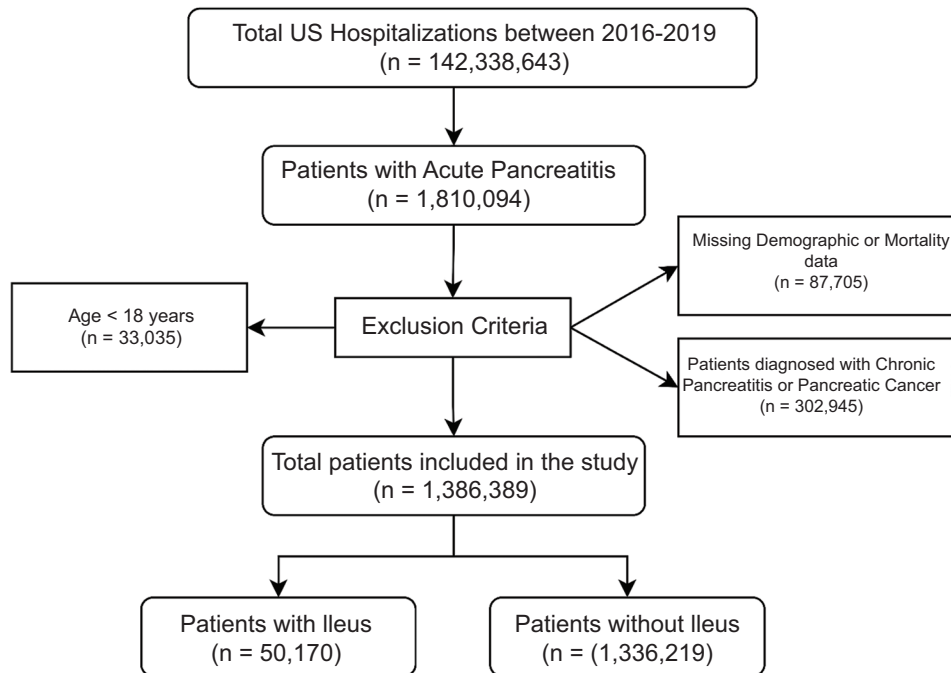 Total US Hospitalizations between 2016-2019
(n = 142,338,643)
Patients with Acute Pancreatitis
(n = 1,810,094)
Missing Demographic or Mortality
data
(n = 87,705)
Age < 18 years
(n = 33,035)
Exclusion Criteria
Patients diagnosed with Chronic
Pancreatitis or Pancreatic Cancer
(n = 302,945)
Total patients included in the study
(n = 1,386,389)
Patients with Ileus
(n = 50,170)
Patients without Ileus
n = (1,336,219)